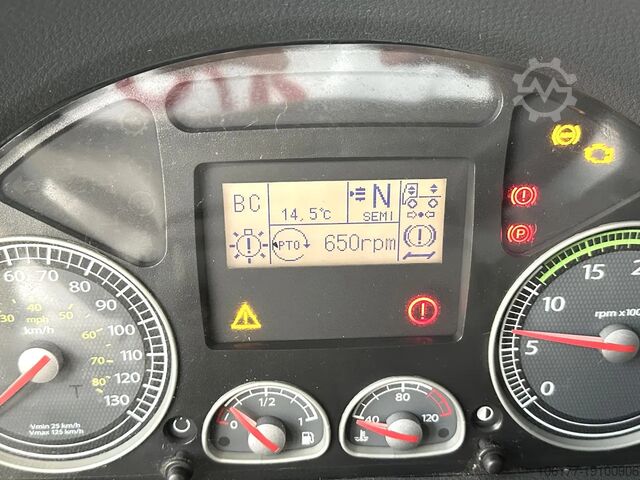 BC
14,5°c
N
SEMI
PTO
650rpm
60 70 80
130
100
120
130
30 40 50
mph
km/h
60
70
80
T
Vmin 25 km/h
Vmax 125 km/h
0 1/2 1
40 80 120
15 20
10
5
0
rpm x100
P